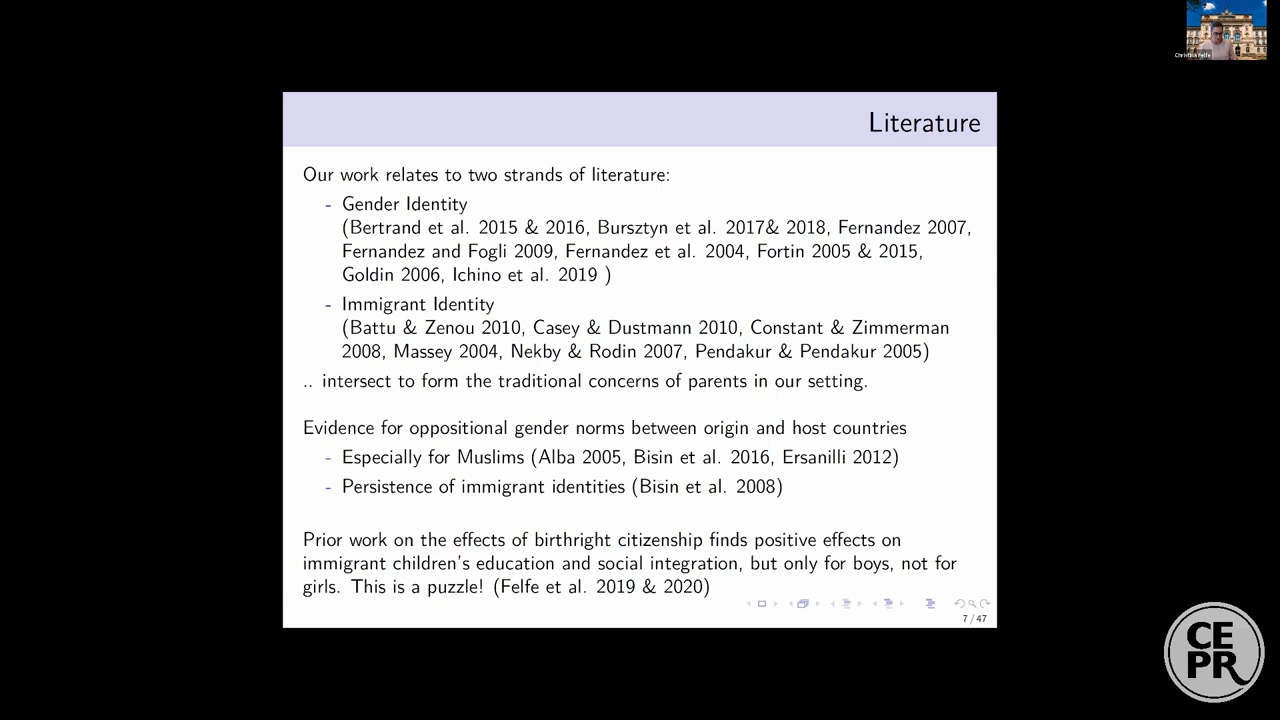 Christina Felfe
Literature
Our work relates to two strands of literature:
- Gender Identity
(Bertrand et al. 2015 & 2016, Bursztyn et al. 2017& 2018, Fernandez 2007,
Fernandez and Fogli 2009, Fernandez et al. 2004, Fortin 2005 & 2015,
Goldin 2006, Ichino et al. 2019 )
- Immigrant Identity
(Battu & Zenou 2010, Casey & Dustmann 2010, Constant & Zimmerman
2008, Massey 2004, Nekby & Rodin 2007, Pendakur & Pendakur 2005)
.. intersect to form the traditional concerns of parents in our setting.
Evidence for oppositional gender norms between origin and host countries
- Especially for Muslims (Alba 2005, Bisin et al. 2016, Ersanilli 2012)
- Persistence of immigrant identities (Bisin et al. 2008)
Prior work on the effects of birthright citizenship finds positive effects on
immigrant children's education and social integration, but only for boys, not for
girls. This is a puzzle! (Felfe et al. 2019 & 2020)
7 / 47
CE
PR